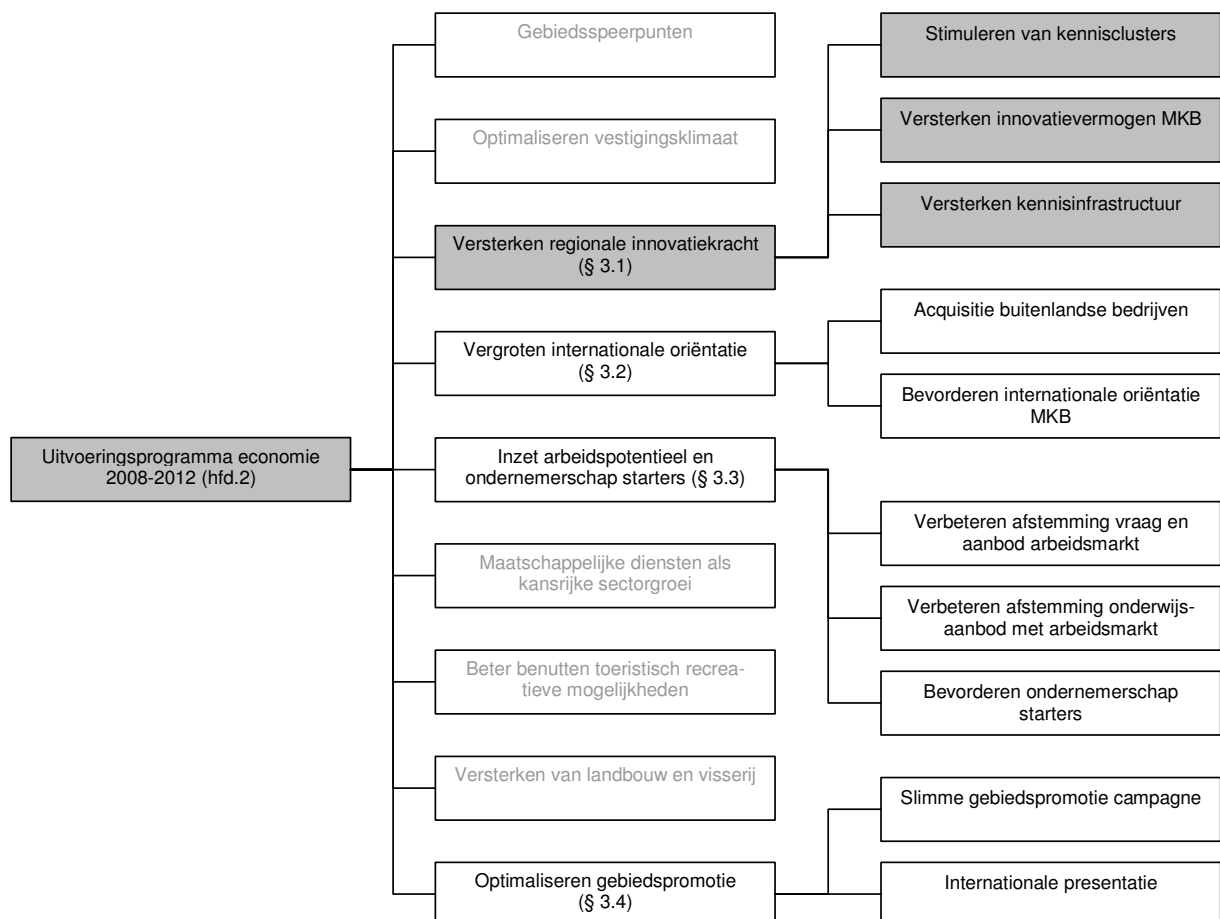 Gebiedsspeerpunten
Optimaliseren vestigingsklimaat
Versterken regionale innovatiekracht
(§ 3.1)
Vergroten internationale oriëntatie
(§ 3.2)
Uitvoeringsprogramma economie
2008-2012 (hfd.2)
Inzet arbeidspotentieel en
ondernemerschap starters (§ 3.3)
Maatschappelijke diensten als
kansrijke sectorgroei
Beter benutten toeristisch recrea-
tieve mogelijkheden
Versterken van landbouw en visserij
Optimaliseren gebiedspromotie
(§ 3.4)
Stimuleren van kennisclusters
Versterken innovatievermogen MKB
Versterken kennisinfrastructuur
Acquisitie buitenlandse bedrijven
Bevorderen internationale oriëntatie
MKB
Verbeteren afstemming vraag en
aanbod arbeidsmarkt
Verbeteren afstemming onderwijs-
aanbod met arbeidsmarkt
Bevorderen ondernemerschap
starters
Slimme gebiedspromotie campagne
Internationale presentatie